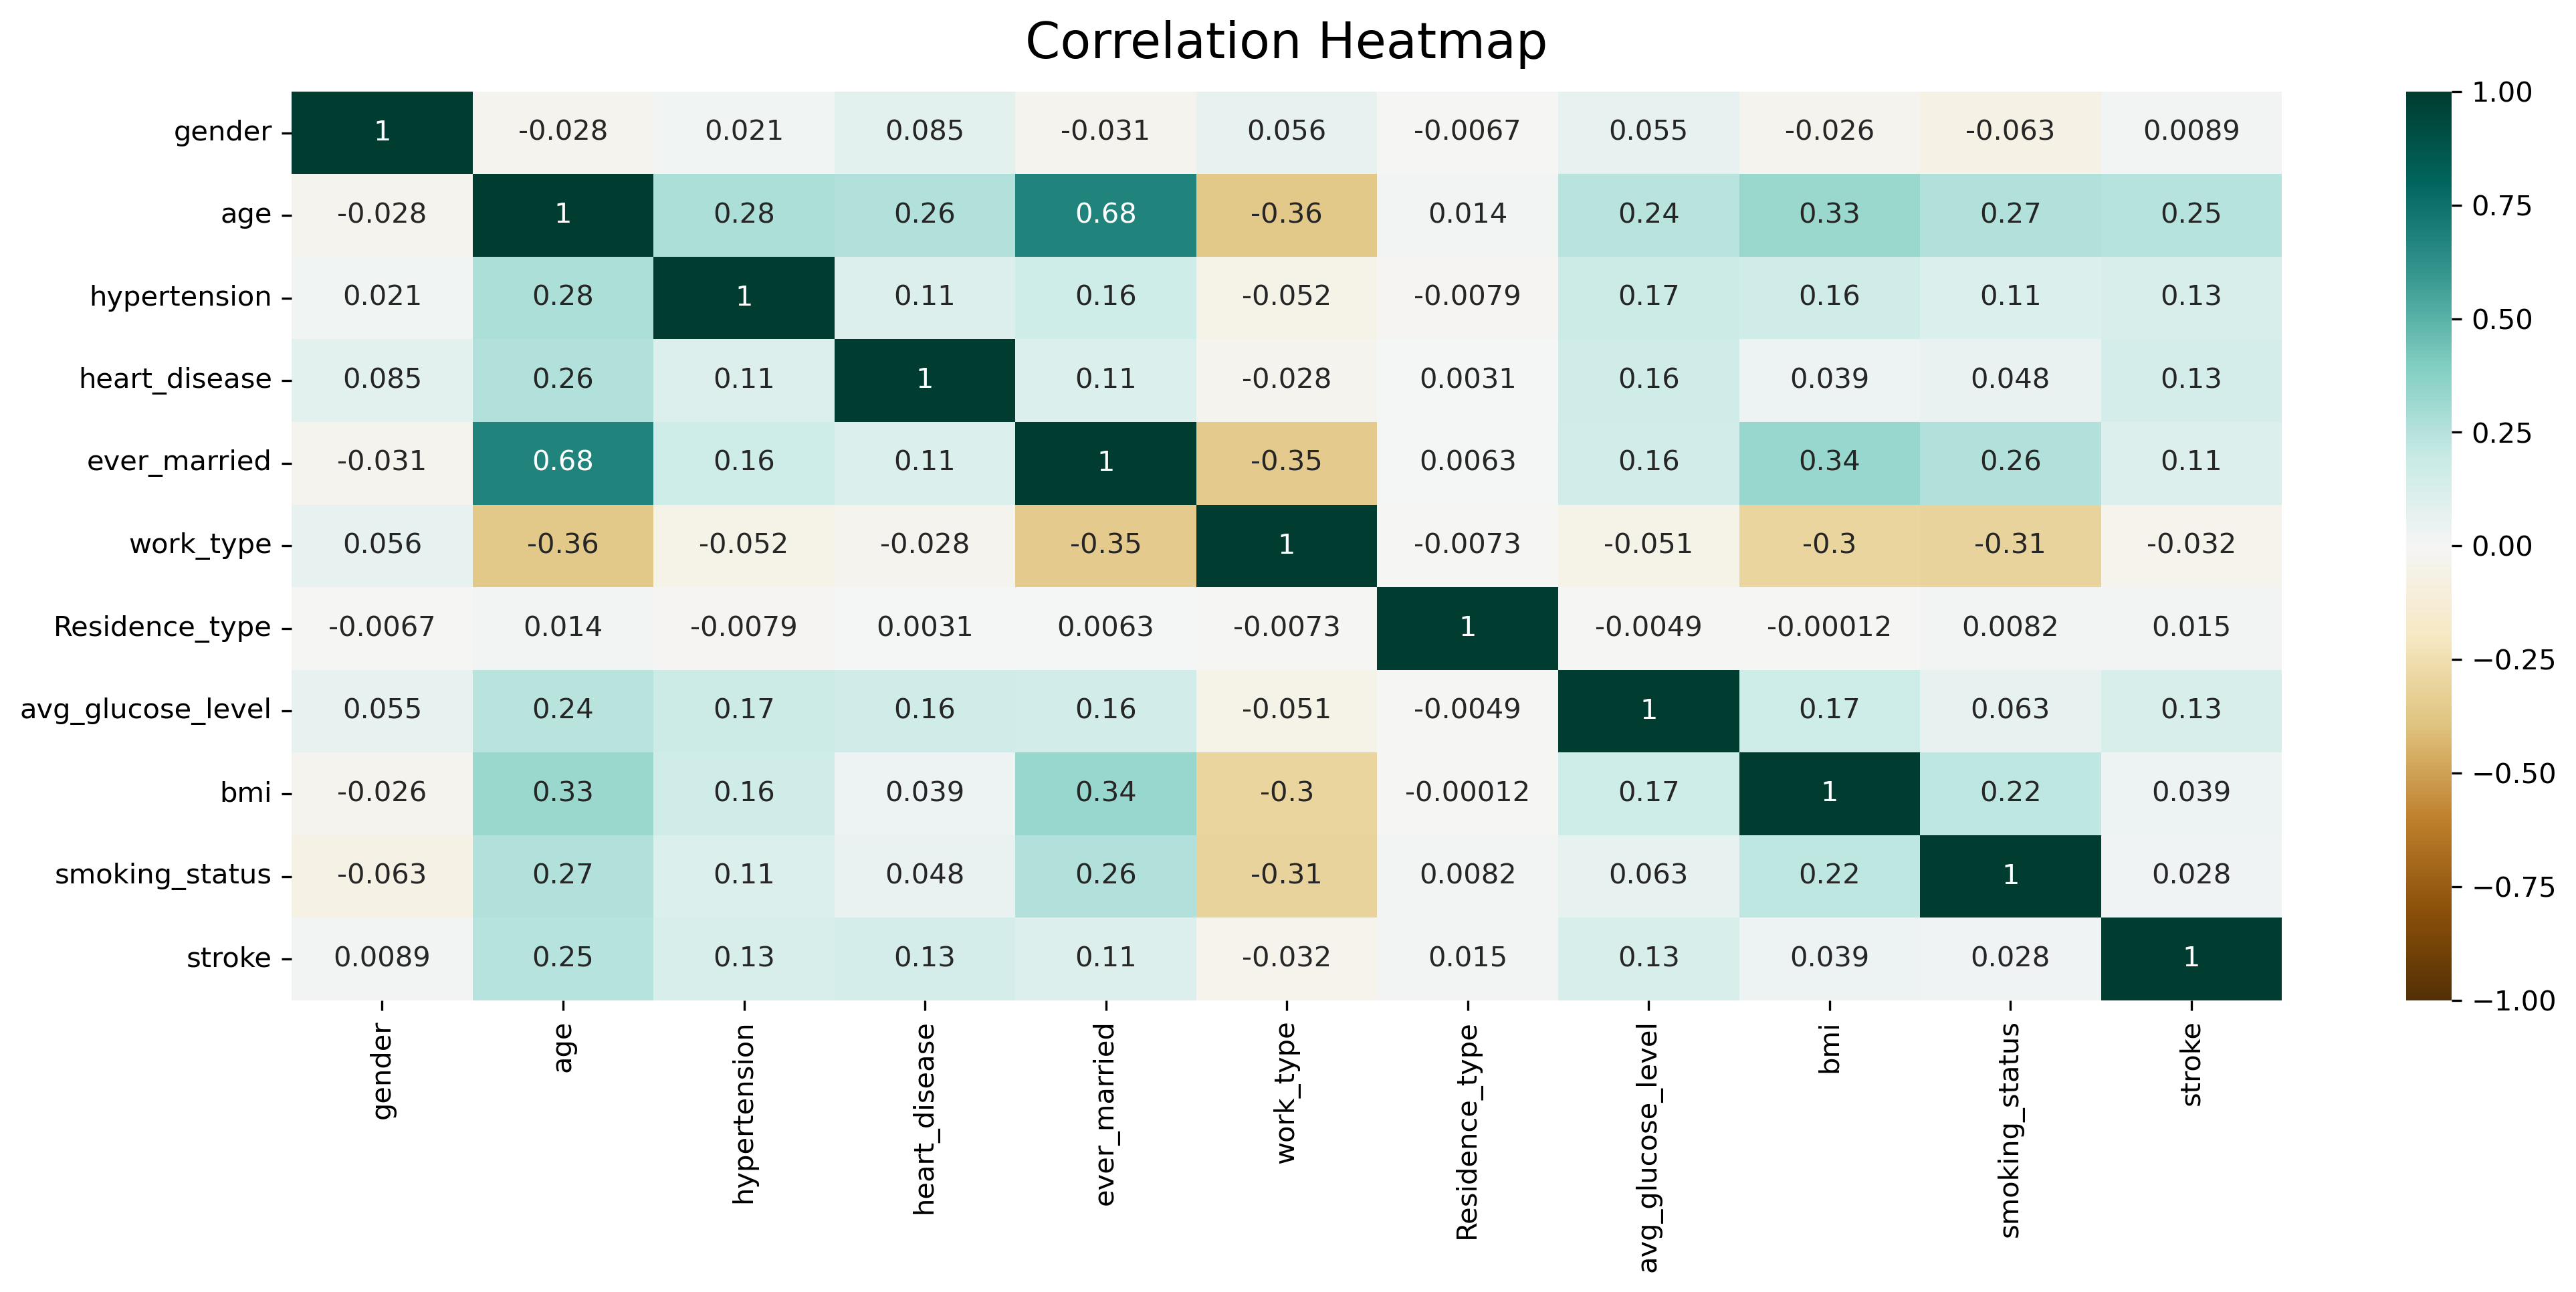 Correlation Heatmap
gender 1 -0.028 0.021 0.085 -0.031 0.056 -0.0067 0.055 -0.026 -0.063 0.0089
age -0.028 1 0.28 0.26 0.68 -0.36 0.014 0.24 0.33 0.27 0.25
hypertension 0.021 0.28 1 0.11 0.16 -0.052 -0.0079 0.17 0.16 0.11 0.13
heart_disease 0.085 0.26 0.11 1 0.11 -0.028 0.0031 0.16 0.039 0.048 0.13
ever_married -0.031 0.68 0.16 0.11 1 -0.35 0.0063 0.16 0.34 0.26 0.11
work_type 0.056 -0.36 -0.052 -0.028 -0.35 1 -0.0073 -0.051 -0.3 -0.31 -0.032
Residence_type -0.0067 0.014 -0.0079 0.0031 0.0063 -0.0073 1 -0.0049 -0.00012 0.0082 0.015
avg_glucose_level 0.055 0.24 0.17 0.16 0.16 -0.051 -0.0049 1 0.17 0.063 0.13
bmi -0.026 0.33 0.16 0.039 0.34 -0.3 -0.00012 0.17 1 0.22 0.039
smoking_status -0.063 0.27 0.11 0.048 0.26 -0.31 0.0082 0.063 0.22 1 0.028
stroke 0.0089 0.25 0.13 0.13 0.11 -0.032 0.015 0.13 0.039 0.028 1
gender
age
hypertension
heart_disease
ever_married
work_type
Residence_type
avg_glucose_level
bmi
smoking_status
stroke
1.00
0.75
0.50
0.25
0.00
−0.25
−0.50
−0.75
−1.00